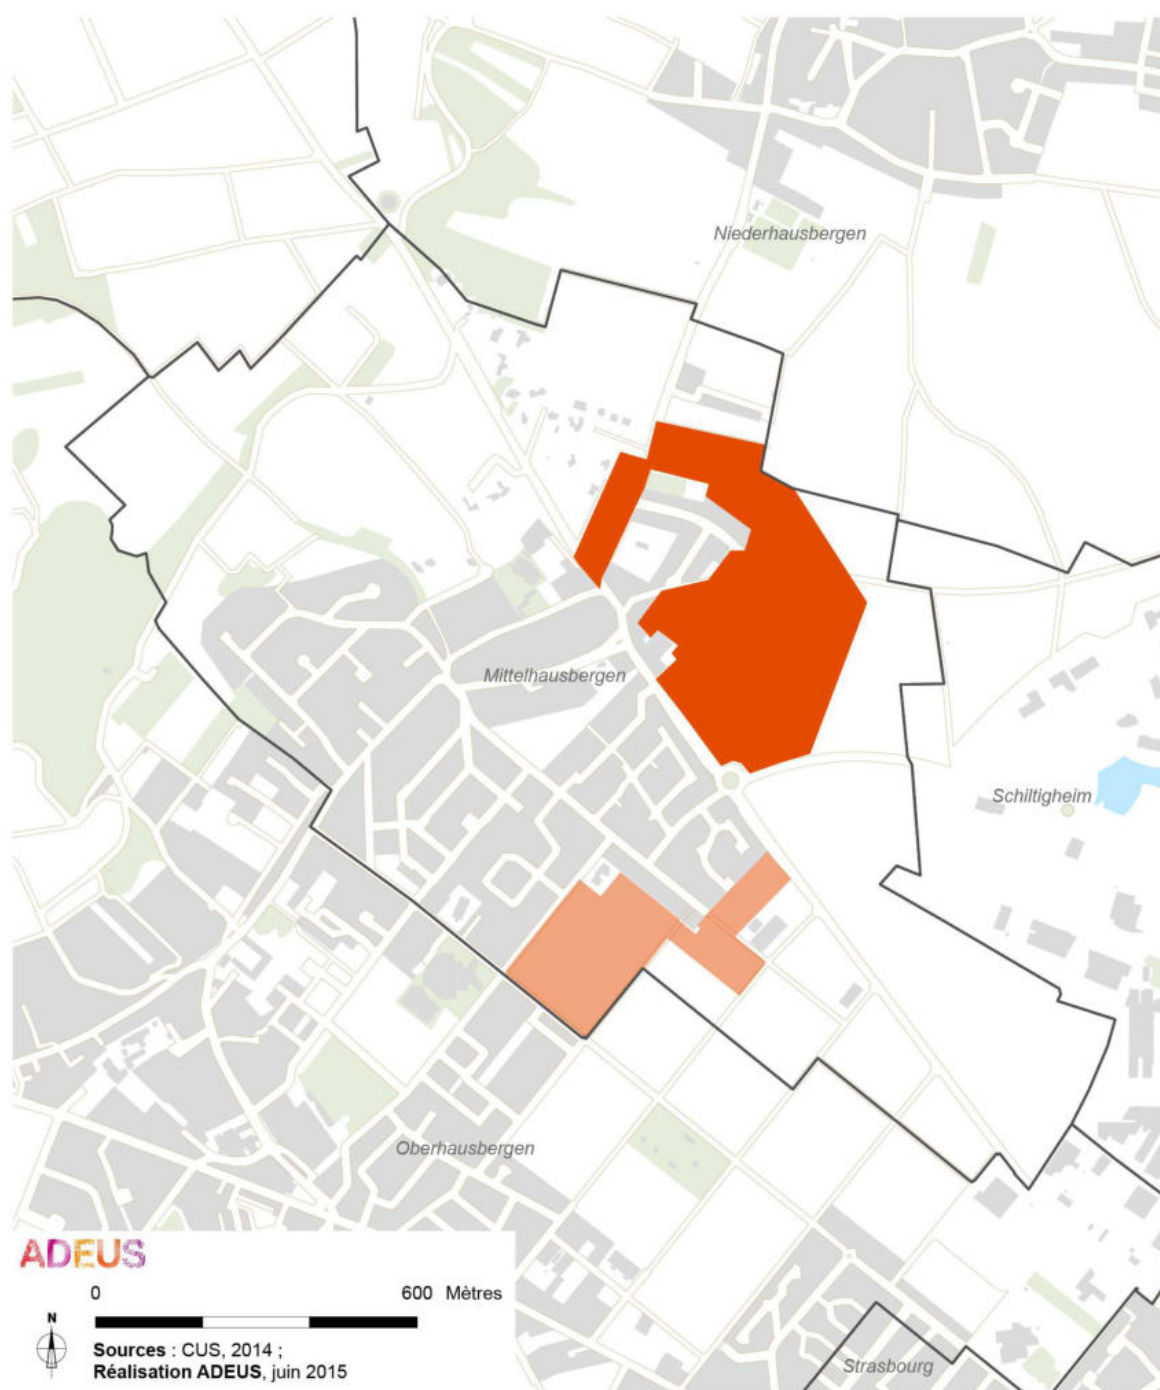 Niederhausbergen
Mittelhausbergen
Schiltigheim
Oberhausbergen
ADEUS
0 600 Mètres
N
Sources : CUS, 2014 ;
Réalisation ADEUS, juin 2015
Strasbourg